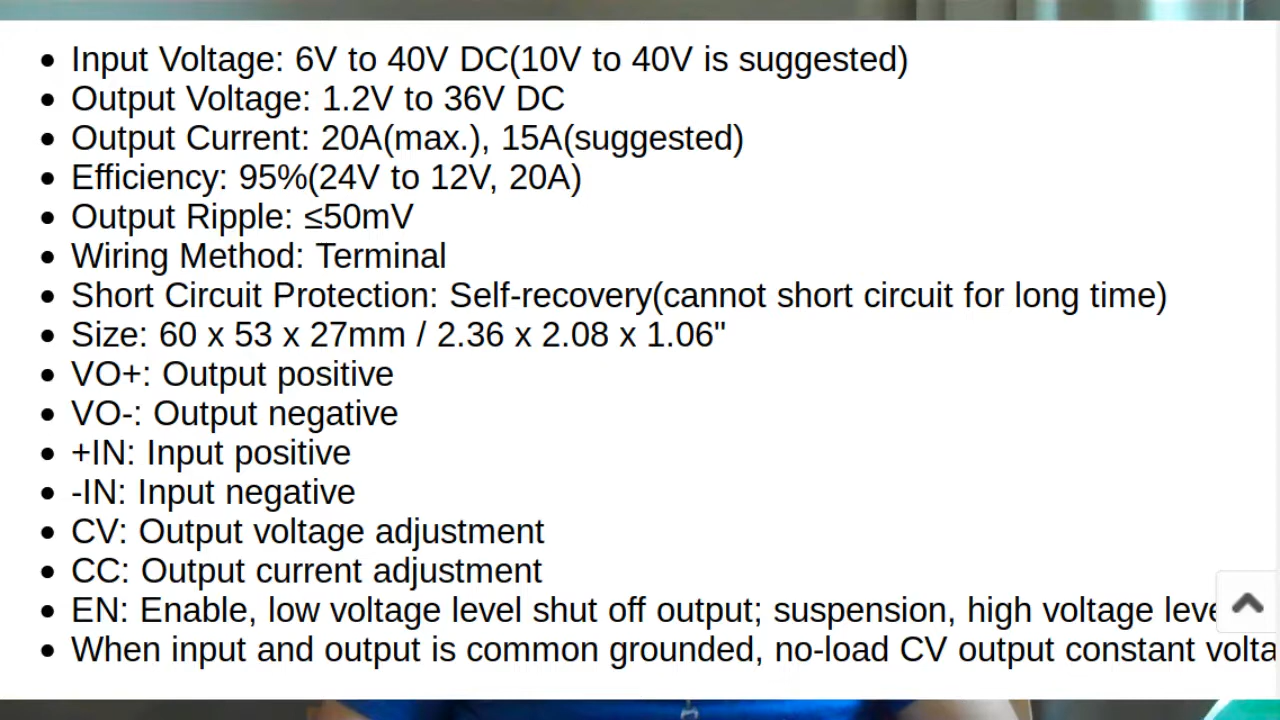 Input Voltage: 6V to 40V DC(10V to 40V is suggested)
Output Voltage: 1.2V to 36V DC
Output Current: 20A(max.), 15A(suggested)
Efficiency: 95%(24V to 12V, 20A)
Output Ripple: ≤50mV
Wiring Method: Terminal
Short Circuit Protection: Self-recovery(cannot short circuit for long time)
Size: 60 x 53 x 27mm / 2.36 x 2.08 x 1.06"
VO+: Output positive
VO-: Output negative
+IN: Input positive
-IN: Input negative
CV: Output voltage adjustment
CC: Output current adjustment
EN: Enable, low voltage level shut off output; suspension, high voltage
When input and output is common grounded, no-load CV output constant